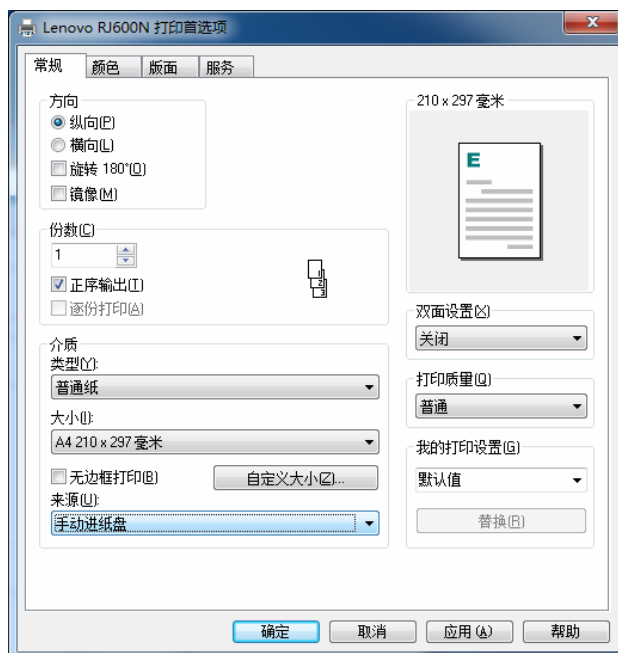 Lenovo RJ600N 打印首选项
常规 颜色 版面 服务
方向
纵向(P)
横向(L)
旋转 180°(O)
镜像(M)
份数(C)
1
正序输出(T)
逐份打印(A)
1
2
3
介质
类型(Y):
普通纸
大小(I):
A4 210 x 297 毫米
无边框打印(B)
自定义大小(Z)...
来源(U):
手动进纸盘
210 x 297 毫米
E
双面设置(X)
关闭
打印质量(Q)
普通
我的打印设置(G)
默认值
替换(R)
确定 取消 应用(A) 帮助